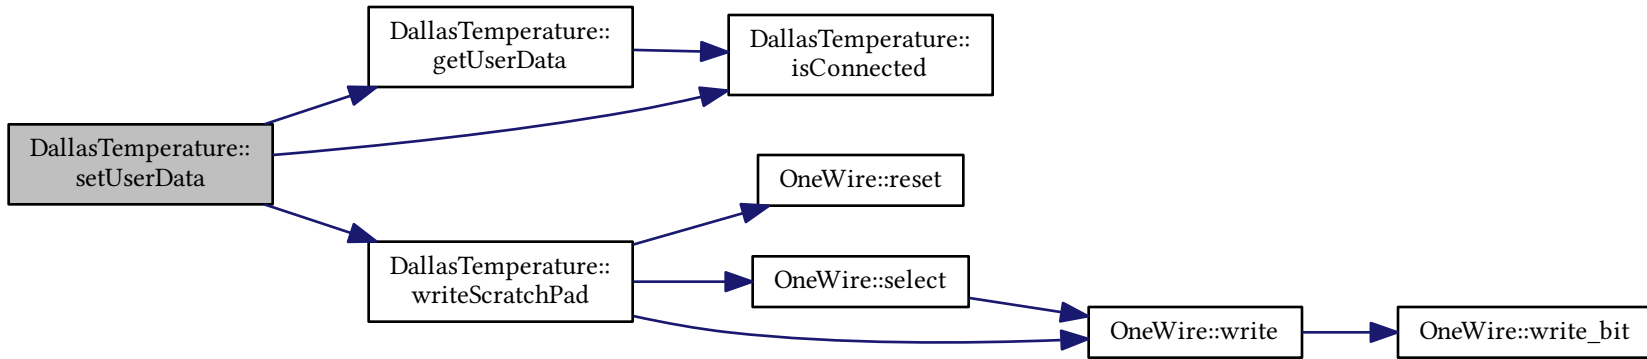 DallasTemperature::
setUserData
DallasTemperature::
getUserData
DallasTemperature::
isConnected
DallasTemperature::
writeScratchPad
OneWire::reset
OneWire::select
OneWire::write
OneWire::write_bit